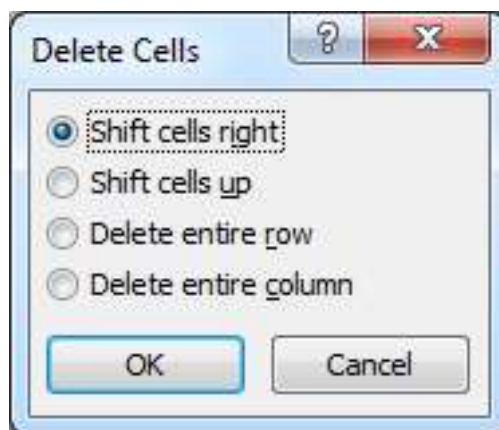 Delete Cells
?
Shift cells right
Shift cells up
Delete entire row
Delete entire column
OK Cancel